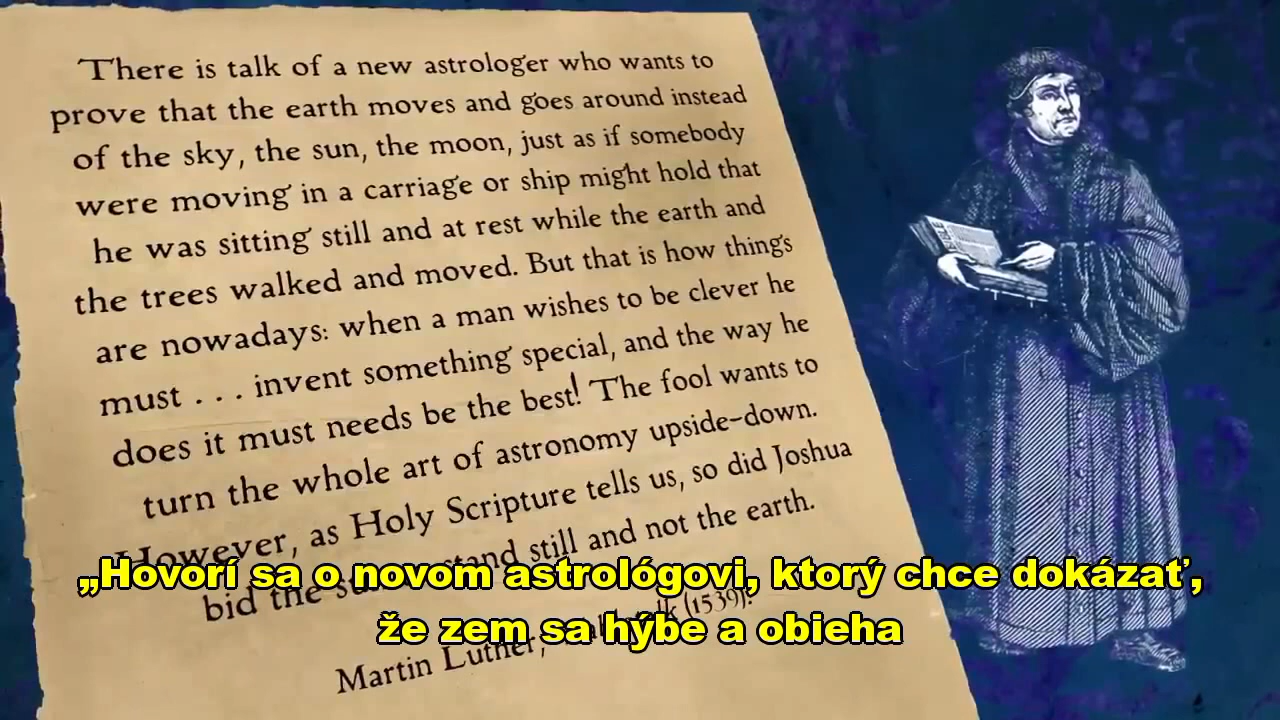 There is talk of a new astrologer who wants to
prove that the earth moves and goes around instead
of the sky, the sun, the moon, just as if somebody
were moving in a carriage or ship might hold that
he was sitting still and at rest while the earth and
the trees walked and moved. But that is how things
are nowadays: when a man wishes to be clever he
must . . . invent something special, and the way he
does it must needs be the best! The fool wants to
turn the whole art of astronomy upside-down.
However, as Holy Scripture tells us, so did Joshua
bid the stand still and not the earth.
Martin Luther, (1539).
„Hovorí sa o novom astrológovi, ktorý chce dokázať,
že zem sa hýbe a obieha